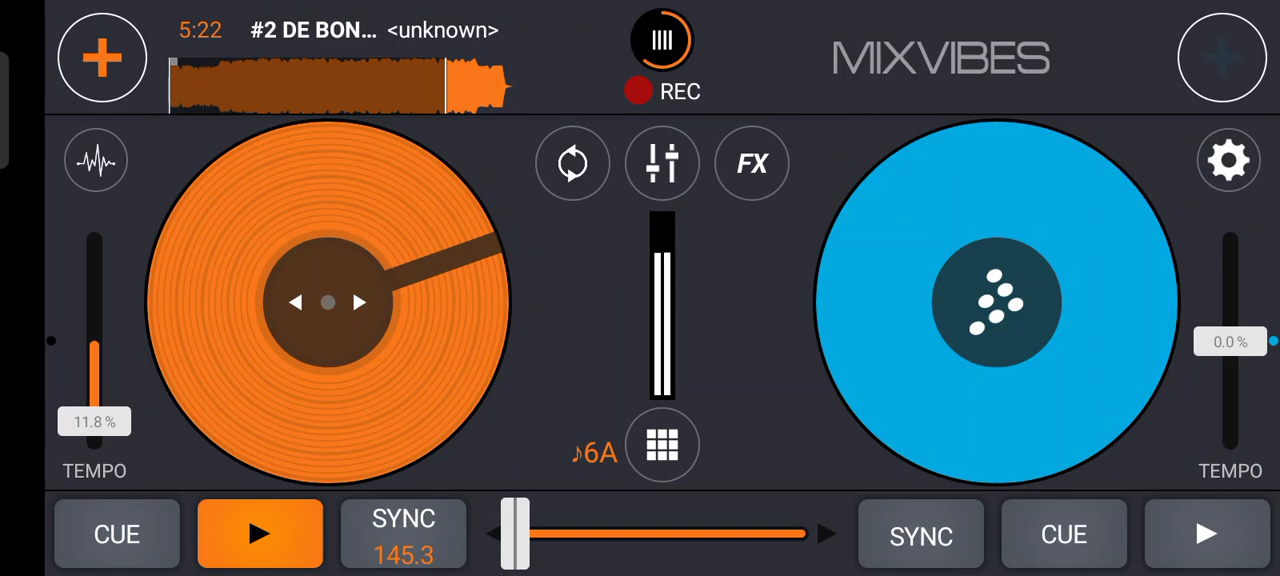 5:22 #2 DE BON... <unknown>
REC
MIXVIBES
FX
11.8 %
TEMPO
♪6A
0.0 %
TEMPO
CUE
SYNC
145.3
SYNC
CUE